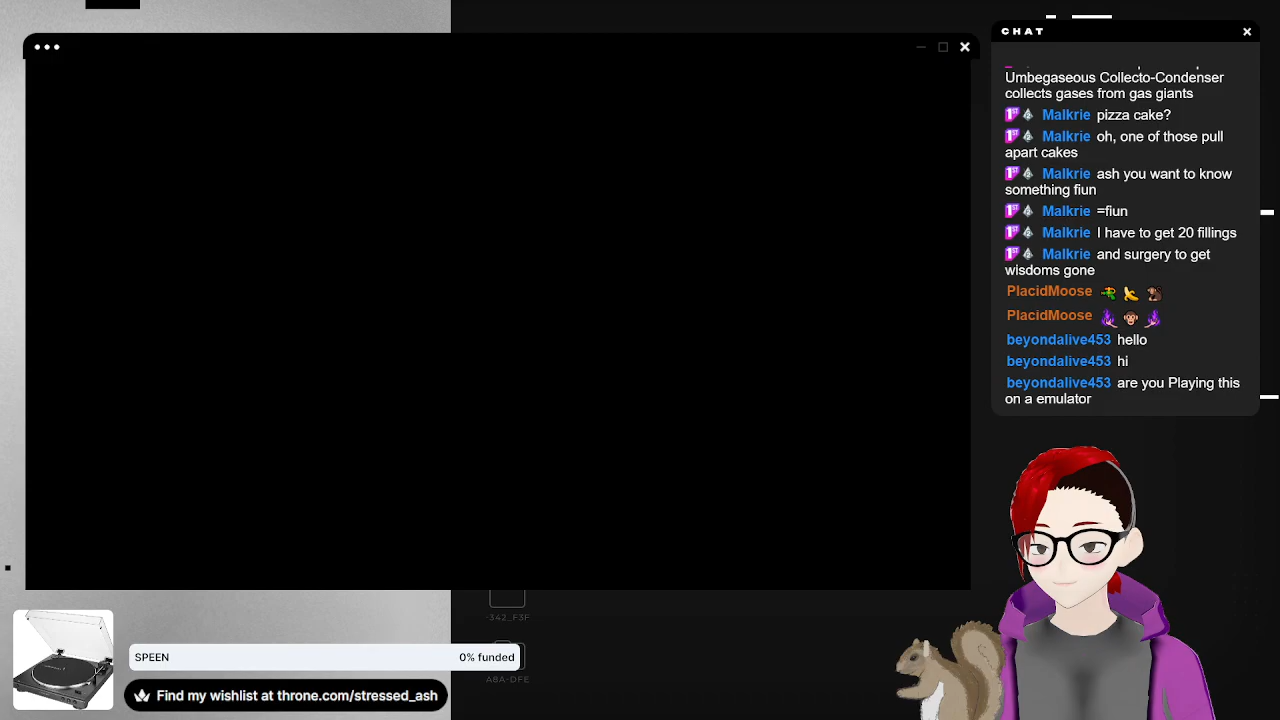 CHAT
Umbegaseous Collecto-Condenser
collects gases from gas giants
Malkrie pizza cake?
Malkrie oh, one of those pull
apart cakes
Malkrie ash you want to know
something fiun
Malkrie =fiun
Malkrie I have to get 20 fillings
Malkrie and surgery to get
wisdoms gone
PlacidMoose
PlacidMoose
beyondalive453 hello
beyondalive453 hi
beyondalive453 are you Playing this
on a emulator
-342_F3F
SPEEN 0% funded
A8A-DFE
Find my wishlist at throne.com/stressed_ash